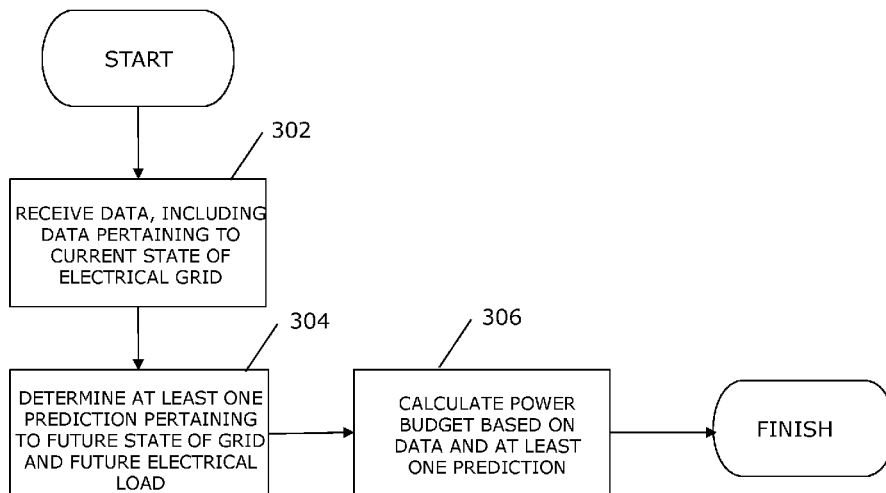 START
302
RECEIVE DATA, INCLUDING
DATA PERTAINING TO
CURRENT STATE OF
ELECTRICAL GRID
304
DETERMINE AT LEAST ONE
PREDICTION PERTAINING
TO FUTURE STATE OF GRID
AND FUTURE ELECTRICAL
LOAD
306
CALCULATE POWER
BUDGET BASED ON
DATA AND AT LEAST
ONE PREDICTION
FINISH